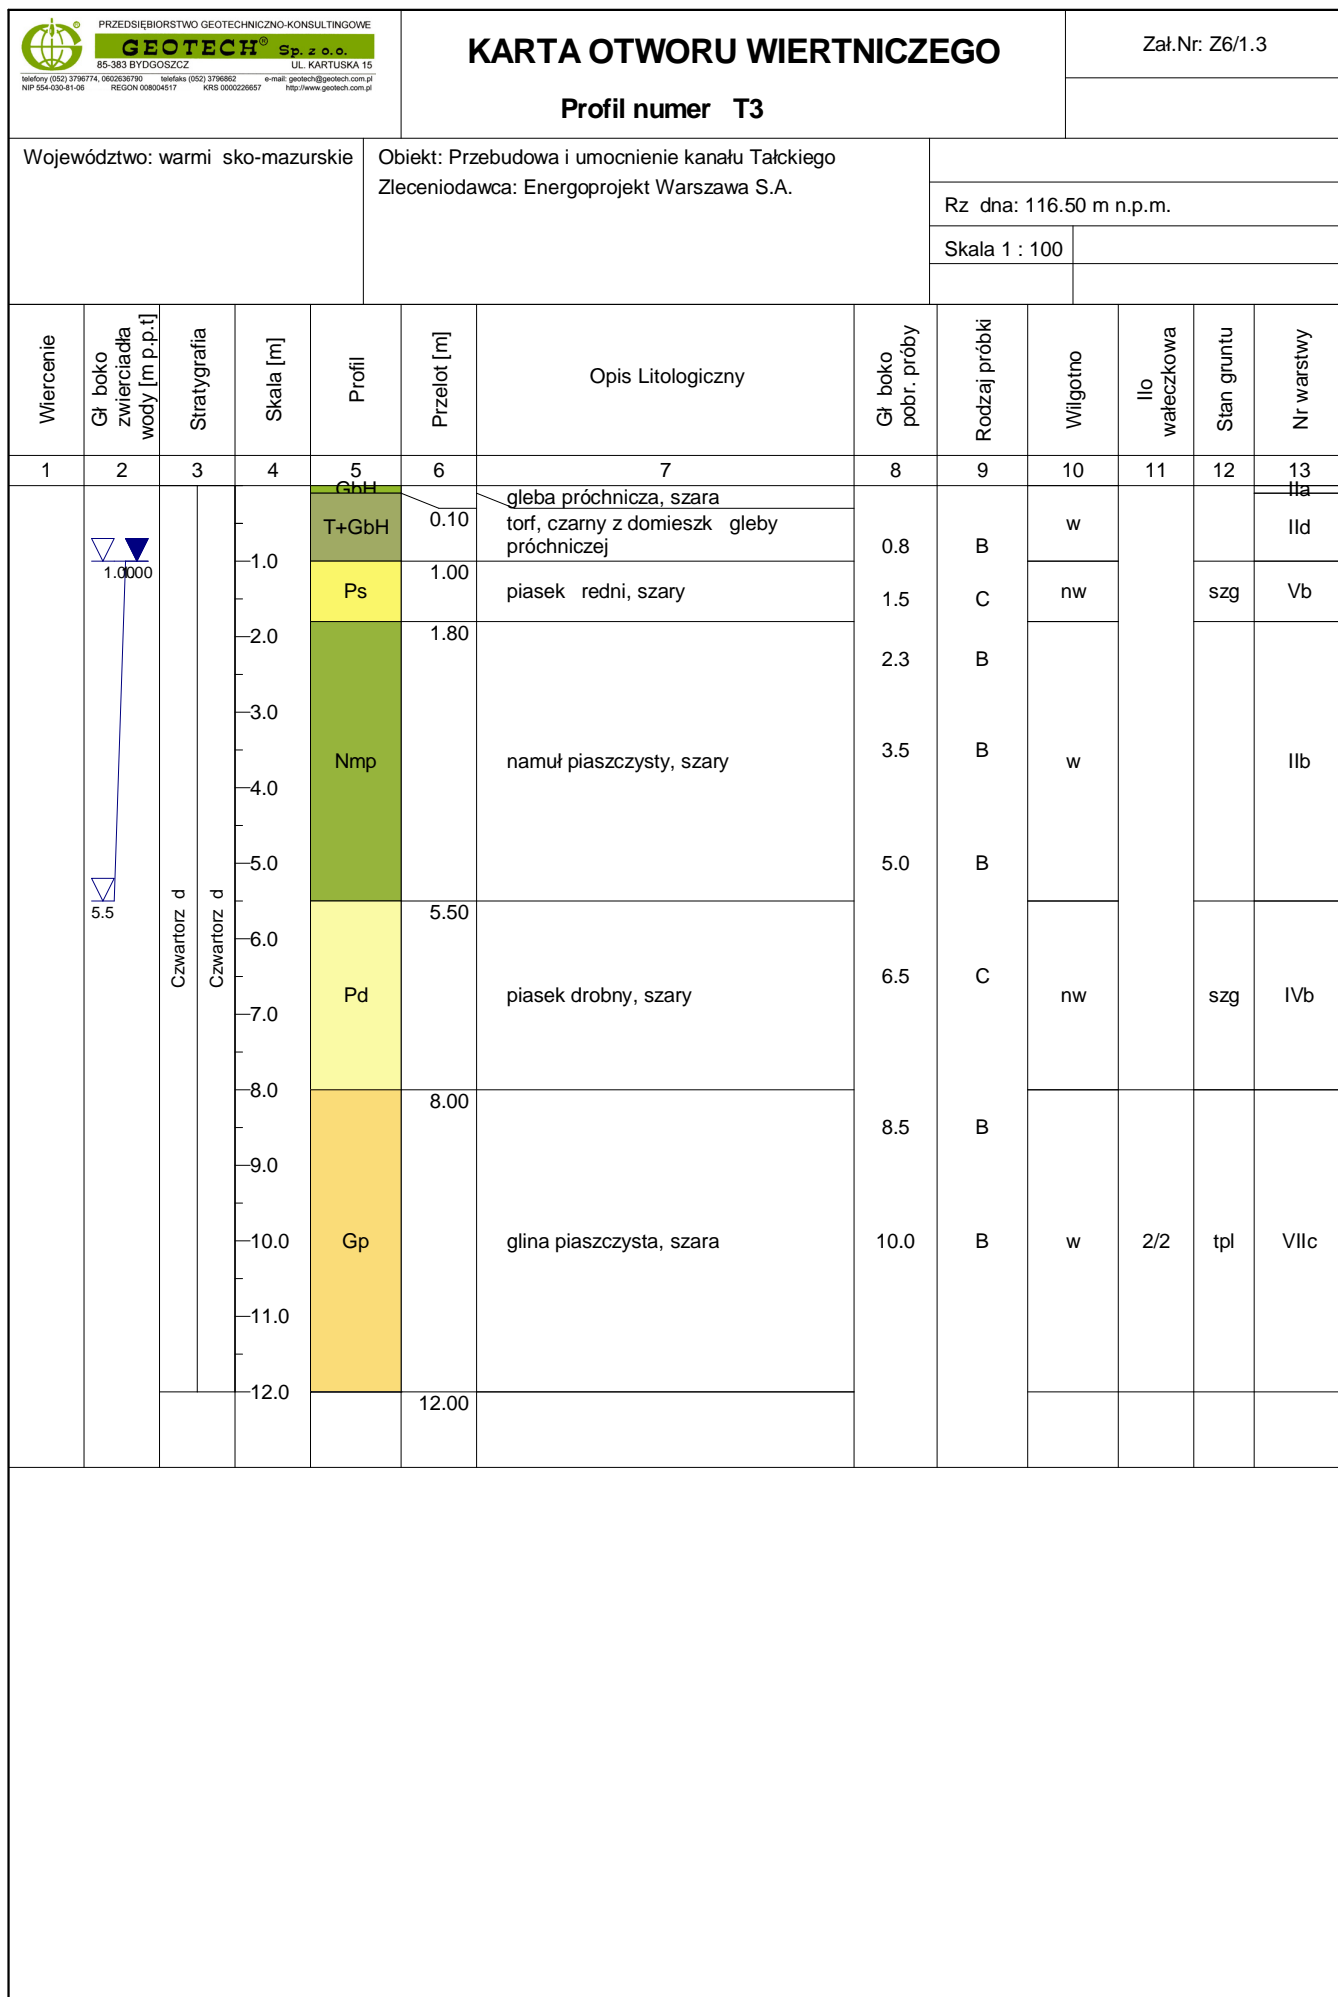 PRZEDSIĘBIORSTWO GEOTECHNICZNO-KONSULTINGOWE
GEOTECH® Sp. z o.o.
85-383 BYDGOSZCZ UL. KARTUSKA 15
telefony (052) 3796774, 0602636790 telefaks (052) 3796862 e-mail: geotech@geotech.com.pl
NIP 554-030-81-06 REGON 008004517 KRS 0000226657 http://www.geotech.com.pl
KARTA OTWORU WIERTNICZEGO
Profil numer T3
Zał.Nr: Z6/1.3
Województwo: warmi sko-mazurskie
Obiekt: Przebudowa i umocnienie kanału Tałckiego
Zleceniodawca: Energoprojekt Warszawa S.A.
Rz dna: 116.50 m n.p.m.
Skala 1 : 100
Wiercenie
Gł boko
zwierciadła
wody [m p.p.t]
Stratygrafia
Skala [m]
Profil
Przelot [m]
Opis Litologiczny
Gł boko
pobr. próby
Rodzaj próbki
Wilgotno
Ilo
wałeczkowa
Stan gruntu
Nr warstwy
1 2 3 4 5 6 7 8 9 10 11 12 13
GbH gleba próchnicza, szara IIa
T+GbH 0.10 torf, czarny z domieszk gleby w IId
próchniczej 0.8 B
1.0
1.0000 1.00
Ps piasek redni, szary 1.5 C nw szg Vb
2.0 1.80
2.3 B
3.0
3.5 B
Nmp namuł piaszczysty, szary w IIb
4.0
5.0 5.0 B
5.5 5.50
Czwartorz d
Czwartorz d
6.0
6.5 C
Pd piasek drobny, szary nw szg IVb
7.0
8.0
8.00
8.5 B
9.0
10.0 Gp glina piaszczysta, szara 10.0 B w 2/2 tpl VIIc
11.0
12.0
12.00